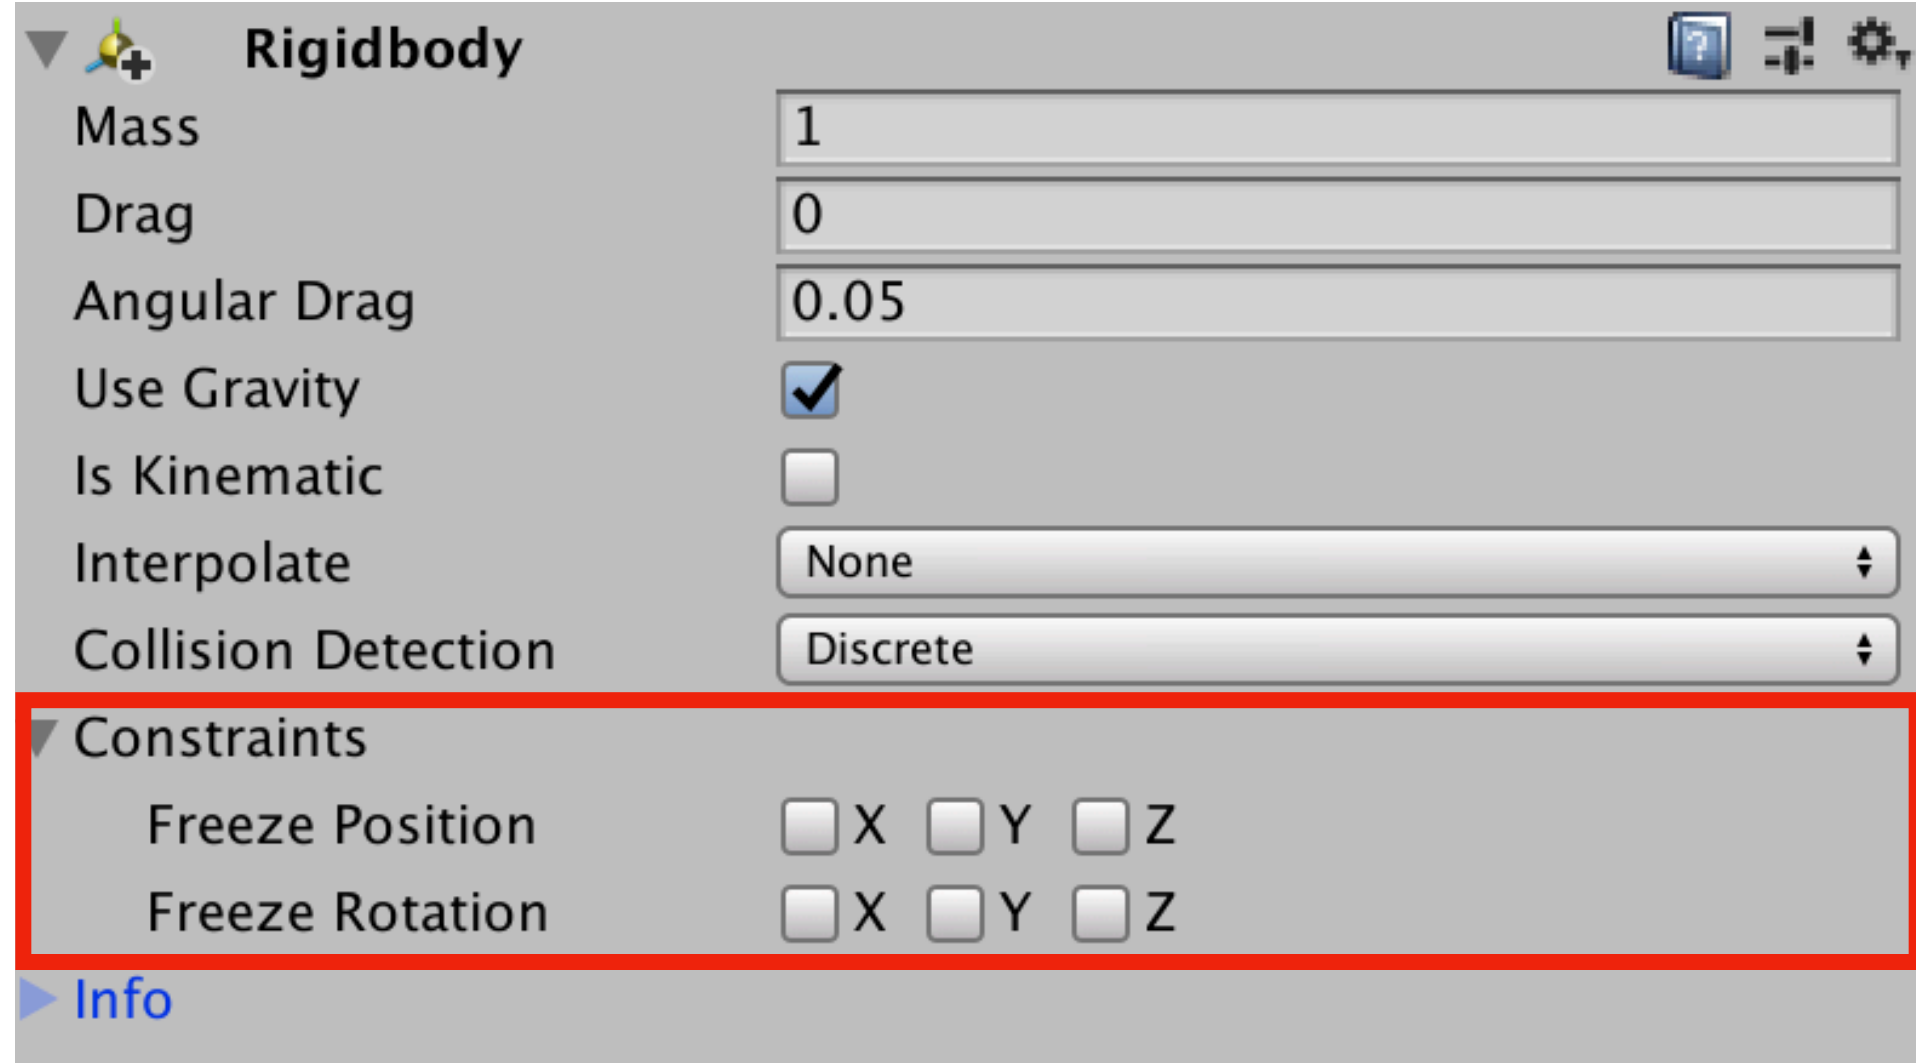 Rigidbody
Mass 1
Drag 0
Angular Drag 0.05
Use Gravity
Is Kinematic
Interpolate None
Collision Detection Discrete
Constraints
Freeze Position X Y Z
Freeze Rotation X Y Z
Info